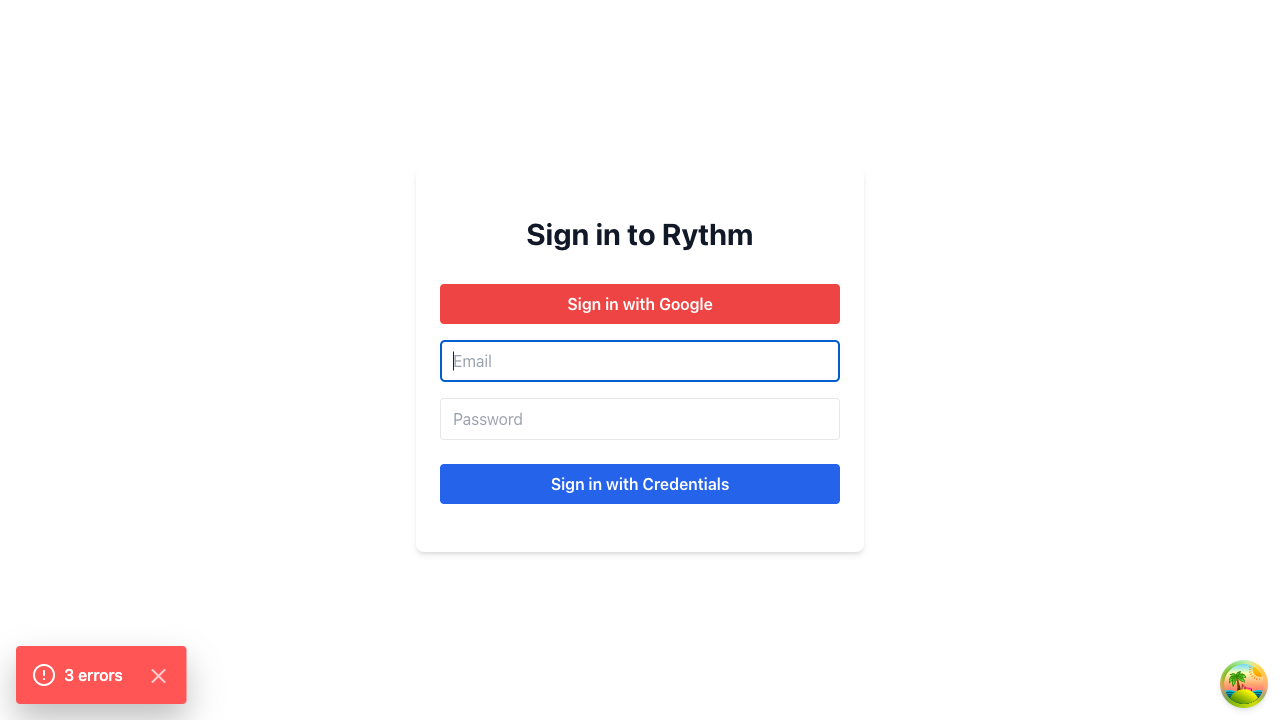 Sign in to Rythm
Sign in with Google
Email
Password
Sign in with Credentials
3 errors